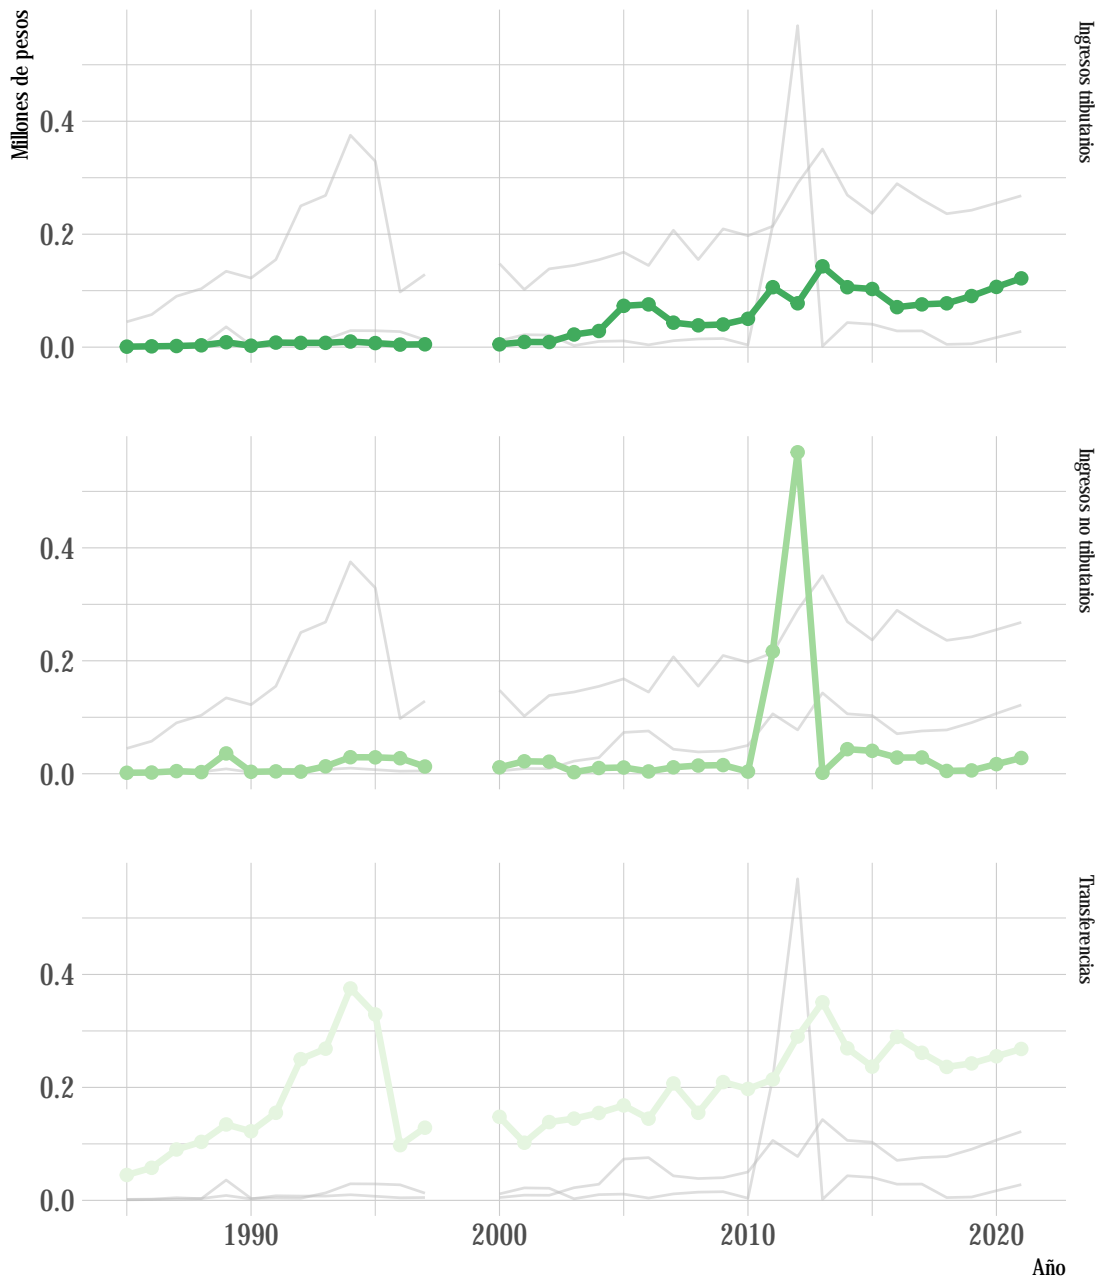 Millones de pesos
Ingresos tributarios
0.4
0.2
0.0
Ingresos no tributarios
0.4
0.2
0.0
Transferencias
0.4
0.2
0.0
1990 2000 2010 2020
Año